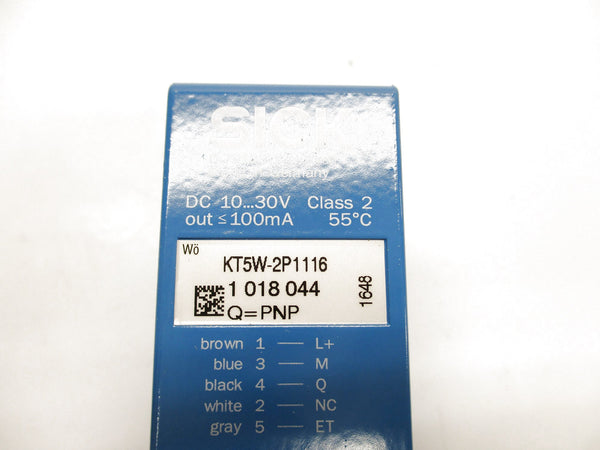 SICK
Germany
DC 10...30V Class 2
out ≤ 100mA 55°C
Wö
KT5W-2P1116
1 018 044
Q=PNP
1648
brown 1 — L+
blue 3 — M
black 4 — Q
white 2 — NC
gray 5 — ET